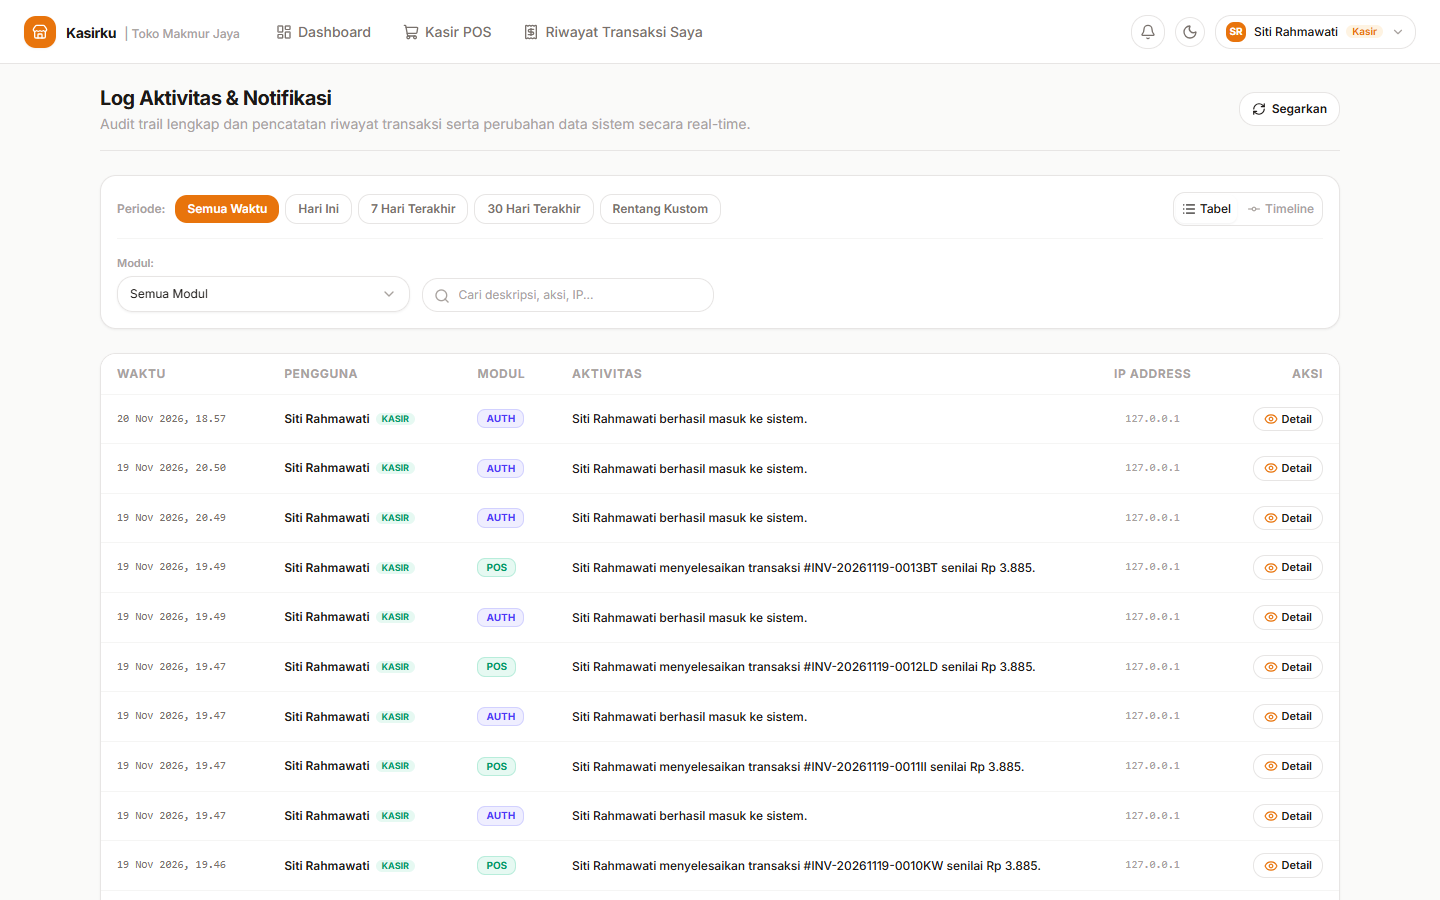 Kasirku | Toko Makmur Jaya Dashboard Kasir POS Riwayat Transaksi Saya SR Siti Rahmawati Kasir
Log Aktivitas & Notifikasi
Audit trail lengkap dan pencatatan riwayat transaksi serta perubahan data sistem secara real-time.
Segarkan
Periode: Semua Waktu Hari Ini 7 Hari Terakhir 30 Hari Terakhir Rentang Kustom Tabel Timeline
Modul:
Semua Modul Cari deskripsi, aksi, IP...
WAKTU PENGGUNA MODUL AKTIVITAS IP ADDRESS AKSI
20 Nov 2026, 18.57 Siti Rahmawati KASIR AUTH Siti Rahmawati berhasil masuk ke sistem. 127.0.0.1 Detail
19 Nov 2026, 20.50 Siti Rahmawati KASIR AUTH Siti Rahmawati berhasil masuk ke sistem. 127.0.0.1 Detail
19 Nov 2026, 20.49 Siti Rahmawati KASIR AUTH Siti Rahmawati berhasil masuk ke sistem. 127.0.0.1 Detail
19 Nov 2026, 19.49 Siti Rahmawati KASIR POS Siti Rahmawati menyelesaikan transaksi #INV-20261119-0013BT senilai Rp 3.885. 127.0.0.1 Detail
19 Nov 2026, 19.49 Siti Rahmawati KASIR AUTH Siti Rahmawati berhasil masuk ke sistem. 127.0.0.1 Detail
19 Nov 2026, 19.47 Siti Rahmawati KASIR POS Siti Rahmawati menyelesaikan transaksi #INV-20261119-0012LD senilai Rp 3.885. 127.0.0.1 Detail
19 Nov 2026, 19.47 Siti Rahmawati KASIR AUTH Siti Rahmawati berhasil masuk ke sistem. 127.0.0.1 Detail
19 Nov 2026, 19.47 Siti Rahmawati KASIR POS Siti Rahmawati menyelesaikan transaksi #INV-20261119-0011II senilai Rp 3.885. 127.0.0.1 Detail
19 Nov 2026, 19.47 Siti Rahmawati KASIR AUTH Siti Rahmawati berhasil masuk ke sistem. 127.0.0.1 Detail
19 Nov 2026, 19.46 Siti Rahmawati KASIR POS Siti Rahmawati menyelesaikan transaksi #INV-20261119-0010KW senilai Rp 3.885. 127.0.0.1 Detail